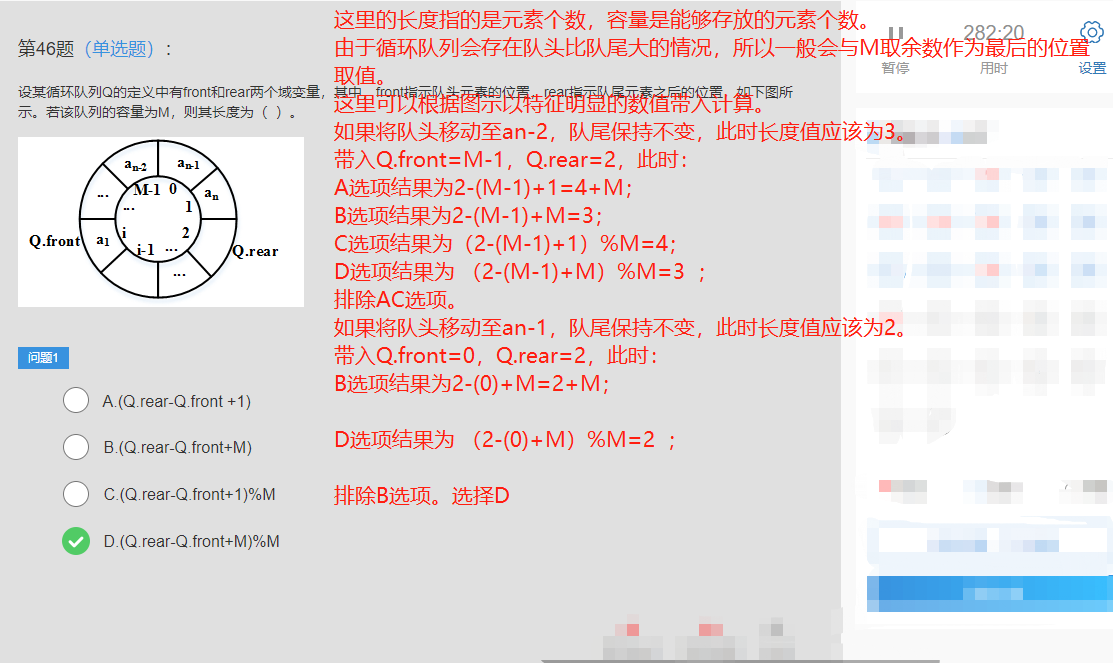 第46题（单选题）：
282:20
暂停
用时
设置
设某循环队列Q的定义中有front和rear两个域变量，其中，front指示队头元素的位置，rear指示队尾元素之后的位置，如下图所
示。若该队列的容量为M，则其长度为（ ）。
an-2
an-1
...
M-1
0
an
...
1
Q.front
a1
i
2
i-1
...
Q.rear
...
问题1
A.(Q.rear-Q.front +1)
B.(Q.rear-Q.front+M)
C.(Q.rear-Q.front+1)%M
D.(Q.rear-Q.front+M)%M
这里的长度指的是元素个数，容量是能够存放的元素个数。
由于循环队列会存在队头比队尾大的情况，所以一般会与M取余数作为最后的位置
取值。
这里可以根据图示以特征明显的数值带入计算。
如果将队头移动至an-2，队尾保持不变，此时长度值应该为3。
带入Q.front=M-1，Q.rear=2，此时：
A选项结果为2-(M-1)+1=4+M；
B选项结果为2-(M-1)+M=3；
C选项结果为（2-(M-1)+1）%M=4；
D选项结果为 （2-(M-1)+M）%M=3 ；
排除AC选项。
如果将队头移动至an-1，队尾保持不变，此时长度值应该为2。
带入Q.front=0，Q.rear=2，此时：
B选项结果为2-(0)+M=2+M；
D选项结果为 （2-(0)+M）%M=2 ；
排除B选项。选择D